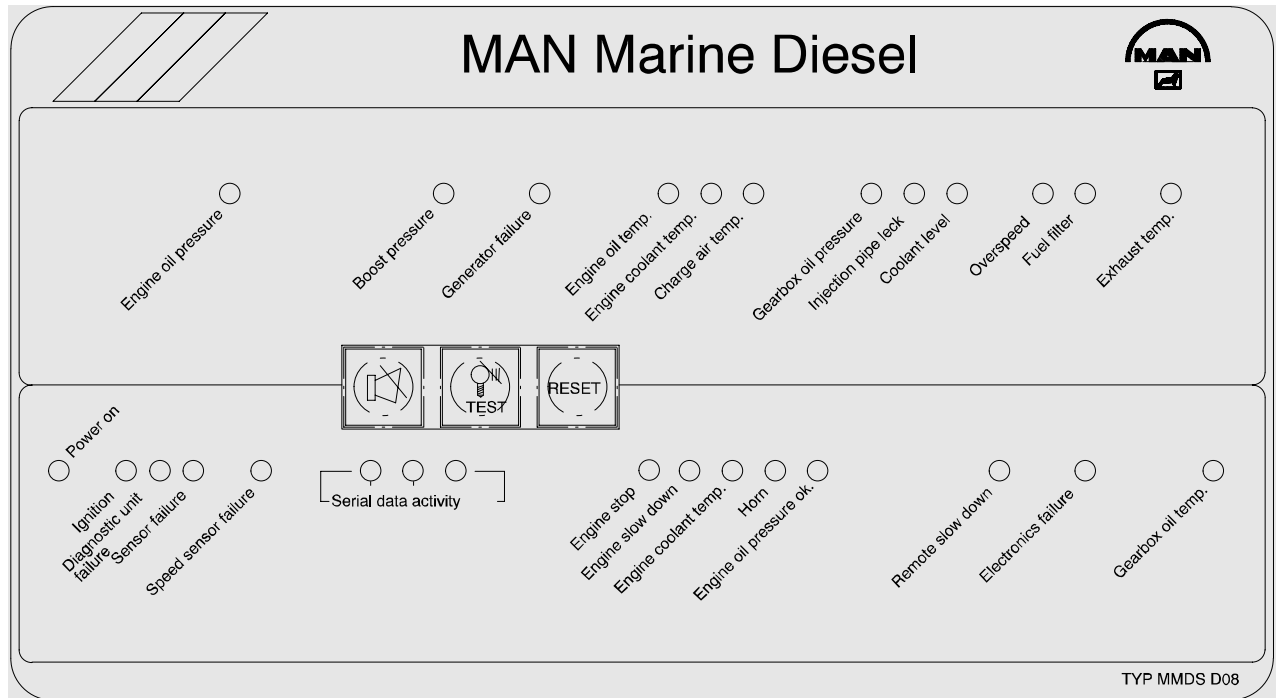 MAN Marine Diesel
MAN
Engine oil pressure
Boost pressure
Generator failure
Engine oil temp.
Engine coolant temp.
Charge air temp.
Gearbox oil pressure
Injection pipe leck
Coolant level
Overspeed
Fuel filter
Exhaust temp.
TEST
RESET
Power on
Ignition
Diagnostic unit
failure
Sensor failure
Speed sensor failure
Serial data activity
Engine stop
Engine slow down
Engine coolant temp.
Horn
Engine oil pressure ok.
Remote slow down
Electronics failure
Gearbox oil temp.
TYP MMDS D08